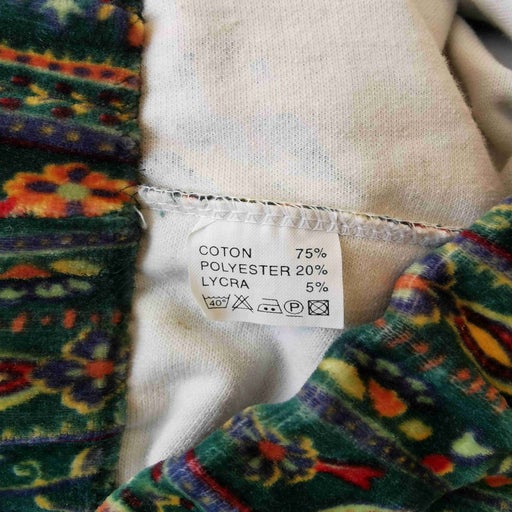 COTON 75%
POLYESTER 20%
LYCRA 5%
40° P